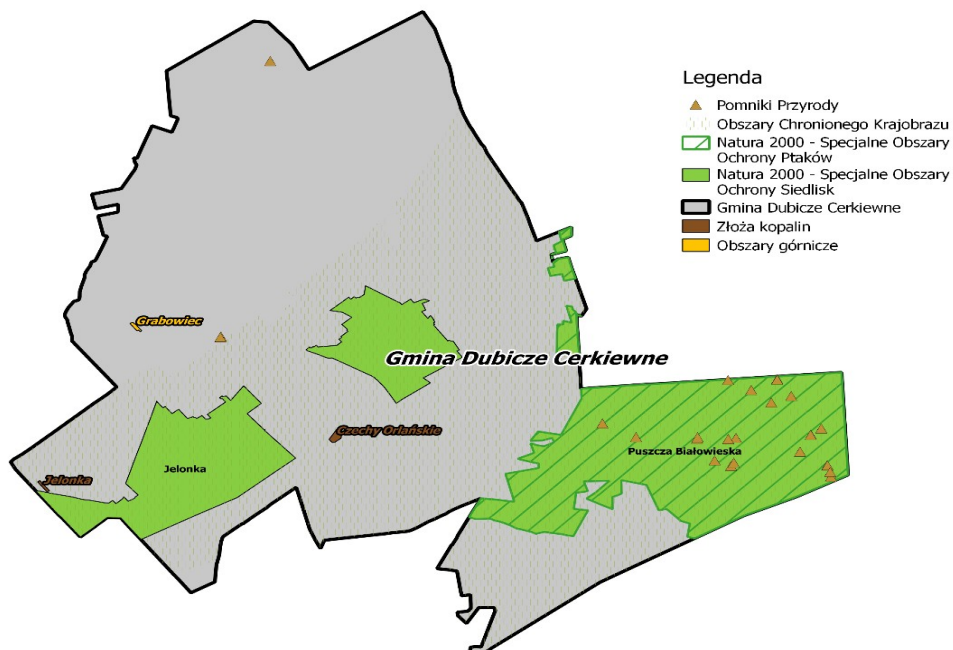 Legenda
Pomniki Przyrody
Obszary Chronionego Krajobrazu
Natura 2000 - Specjalne Obszary
Ochrony Ptaków
Natura 2000 - Specjalne Obszary
Ochrony Siedlisk
Gmina Dubicze Cerkiewne
Złoża kopalin
Obszary górnicze
Grabowiec
Gmina Dubicze Cerkiewne
Czechy Orlańskie
Puszcza Białowieska
Jelonka
Jelonka